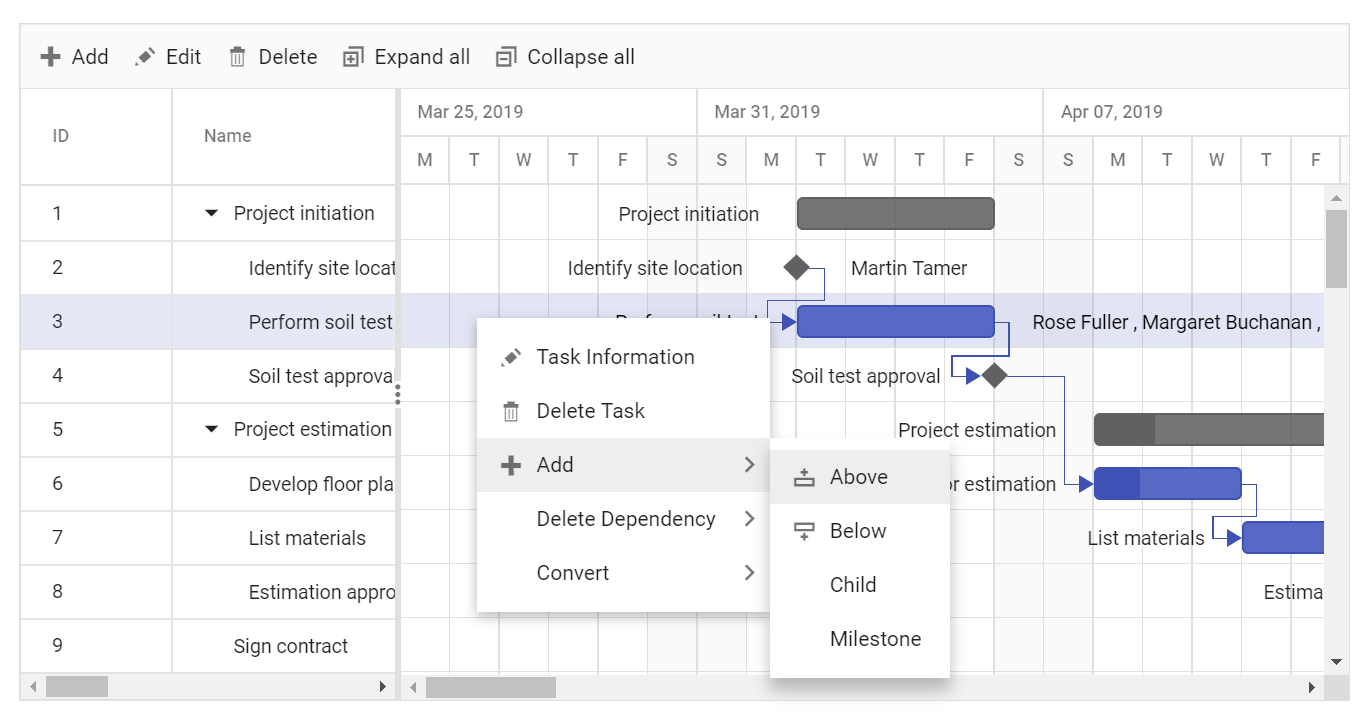 Add Edit Delete Expand all Collapse all
ID Name
Mar 25, 2019 Mar 31, 2019 Apr 07, 2019
M T W T F S S M T W T F S S M T W T F
1 Project initiation Project initiation
2 Identify site locat Identify site location Martin Tamer
3 Perform soil test Rose Fuller , Margaret Buchanan ,
4 Soil test approva Soil test approval
5 Project estimation Project estimation
6 Develop floor pla or estimation
7 List materials List materials
8 Estimation appro Estima
9 Sign contract
Task Information
Delete Task
Add
Delete Dependency
Convert
Above
Below
Child
Milestone